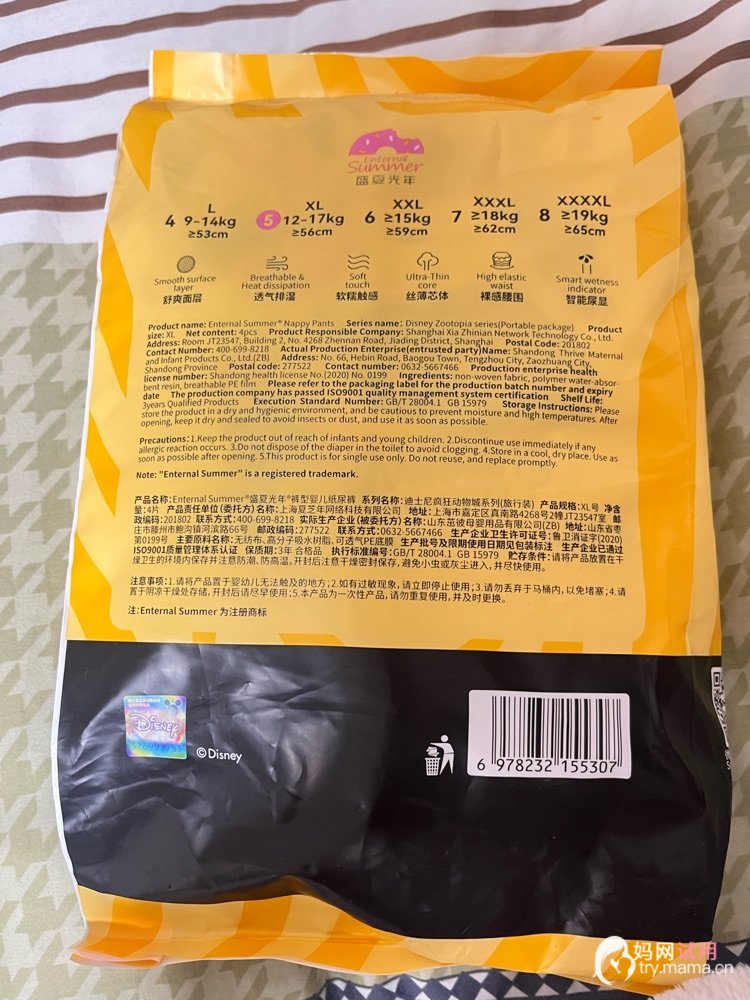 Enternal
Summer
盛夏光年
L XL XXL XXXL XXXXL
4 9-14kg 5 12-17kg 6 ≥15kg 7 ≥18kg 8 ≥19kg
≥53cm ≥56cm ≥59cm ≥62cm ≥65cm
Smooth surface layer Breathable & Heat dissipation Soft touch Ultra-Thin core High elastic waist Smart wetness indicator
舒爽面层 透气排湿 软糯触感 丝薄芯体 裸感腰围 智能尿显
Product name: Enternal Summer® Nappy Pants Series name: Disney Zootopia series(Portable package) Product
size: XL Net content: 4pcs Product Responsible Company: Shanghai Xia Zhinian Network Technology Co., Ltd.
Address: Room JT23547, Building 2, No. 4268 Zhennan Road, Jiading District, Shanghai Postal Code: 201802
Contact Number: 400-699-8218 Actual Production Enterprise(entrusted party)Name: Shandong Thrive Maternal
and Infant Products Co., Ltd.(ZB) Address: No. 66, Hebin Road, Baogou Town, Tengzhou City, Zaozhuang City,
Shandong Province Postal code: 277522 Contact number: 0632-5667466 Production enterprise health
license number: Shandong health license No.(2020) No. 0199 Ingredients: non-woven fabric, polymer water-absor-
bent resin, breathable PE film Please refer to the packaging label for the production batch number and expiry
date The production company has passed ISO9001 quality management system certification Shelf Life:
3years Qualified Products Execution Standard Number: GB/T 28004.1 GB 15979 Storage Instructions: Please
store the product in a dry and hygienic environment, and be cautious to prevent moisture and high temperatures. After
opening, keep it dry and sealed to avoid insects or dust, and use it as soon as possible.
Precautions: 1.Keep the product out of reach of infants and young children. 2.Discontinue use immediately if any
allergic reaction occurs. 3.Do not dispose of the diaper in the toilet to avoid clogging. 4.Store in a cool, dry place. Use as
soon as possible after opening. 5.This product is for single use only. Do not reuse, and replace promptly.
Note: "Enternal Summer" is a registered trademark.
产品名称: Enternal Summer®盛夏光年®裤型婴儿纸尿裤 系列名称: 迪士尼疯狂动物城系列(旅行装) 产品规格:XL号 净含
量:4片 产品责任单位(委托方)名称:上海夏芝年网络科技有限公司 地址:上海市嘉定区真南路4268号2幢JT23547室 邮
政编码:201802 联系方式:400-699-8218 实际生产企业(被委托方)名称:山东茁彼母婴用品有限公司(ZB) 地址:山东省枣
庄市滕州市鲍沟镇河滨路66号 邮政编码:277522 联系方式:0632-5667466 生产企业卫生许可证号:鲁卫消证字(2020)
第0199号 主要原料名称:无纺布、高分子吸水树脂、可透气PE底膜 生产批号及限期使用日期见包装标注 生产企业已通过
ISO9001质量管理体系认证 保质期:3年 合格品 执行标准编号:GB/T 28004.1 GB 15979 贮存条件:请将产品放置在干
燥卫生的环境内保存并注意防潮、防高温。开封后注意干燥密封保存,避免小虫或灰尘进入,并尽快使用。
注意事项:1.请将产品置于婴幼儿无法触及的地方;2.如有过敏现象,请立即停止使用;3.请勿丢弃于马桶内,以免堵塞;4.请
置于阴凉干燥处存储,开封后请尽早使用;5.本产品为一次性产品,请勿重复使用,并及时更换。
注:Enternal Summer 为注册商标
Disney
©Disney
6 978232 155307
妈网试用
try.mama.cn